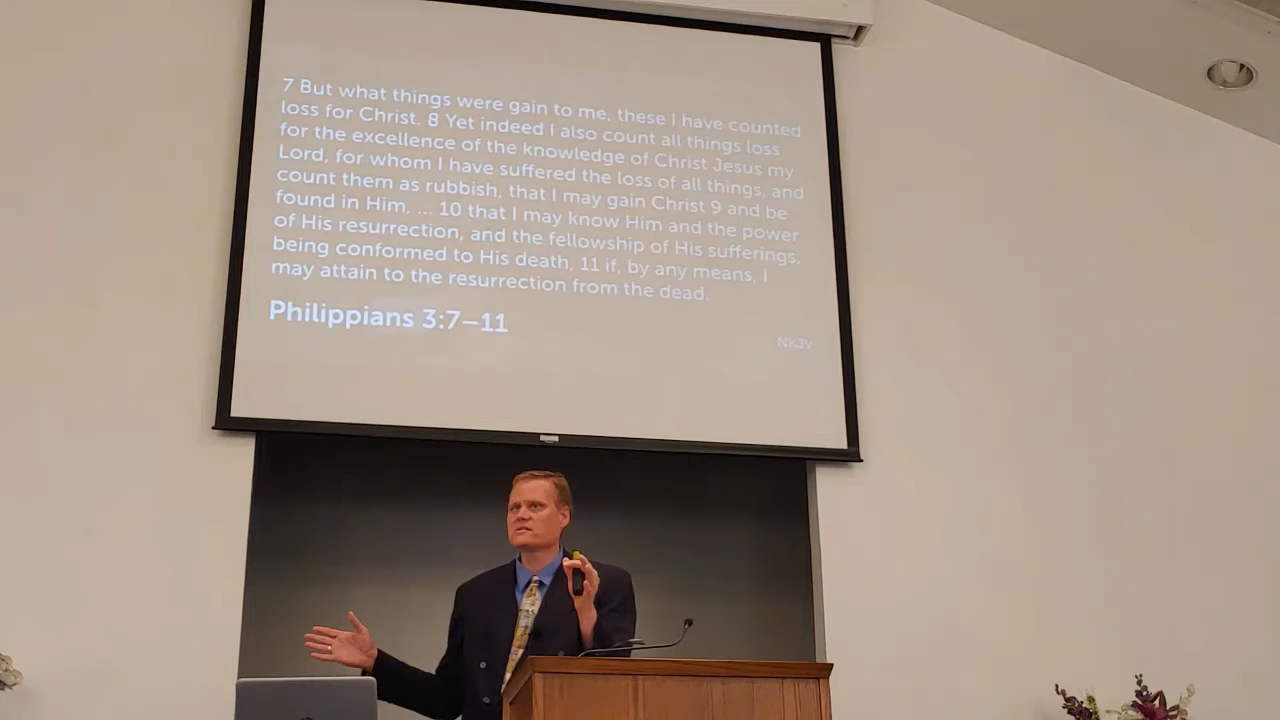 7 But what things were gain to me, these I have counted
loss for Christ. 8 Yet indeed I also count all things loss
for the excellence of the knowledge of Christ Jesus my
Lord, for whom I have suffered the loss of all things, and
count them as rubbish, that I may gain Christ 9 and be
found in Him, ... 10 that I may know Him and the power
of His resurrection, and the fellowship of His sufferings,
being conformed to His death, 11 if, by any means, I
may attain to the resurrection from the dead.
Philippians 3:7–11
NKJV